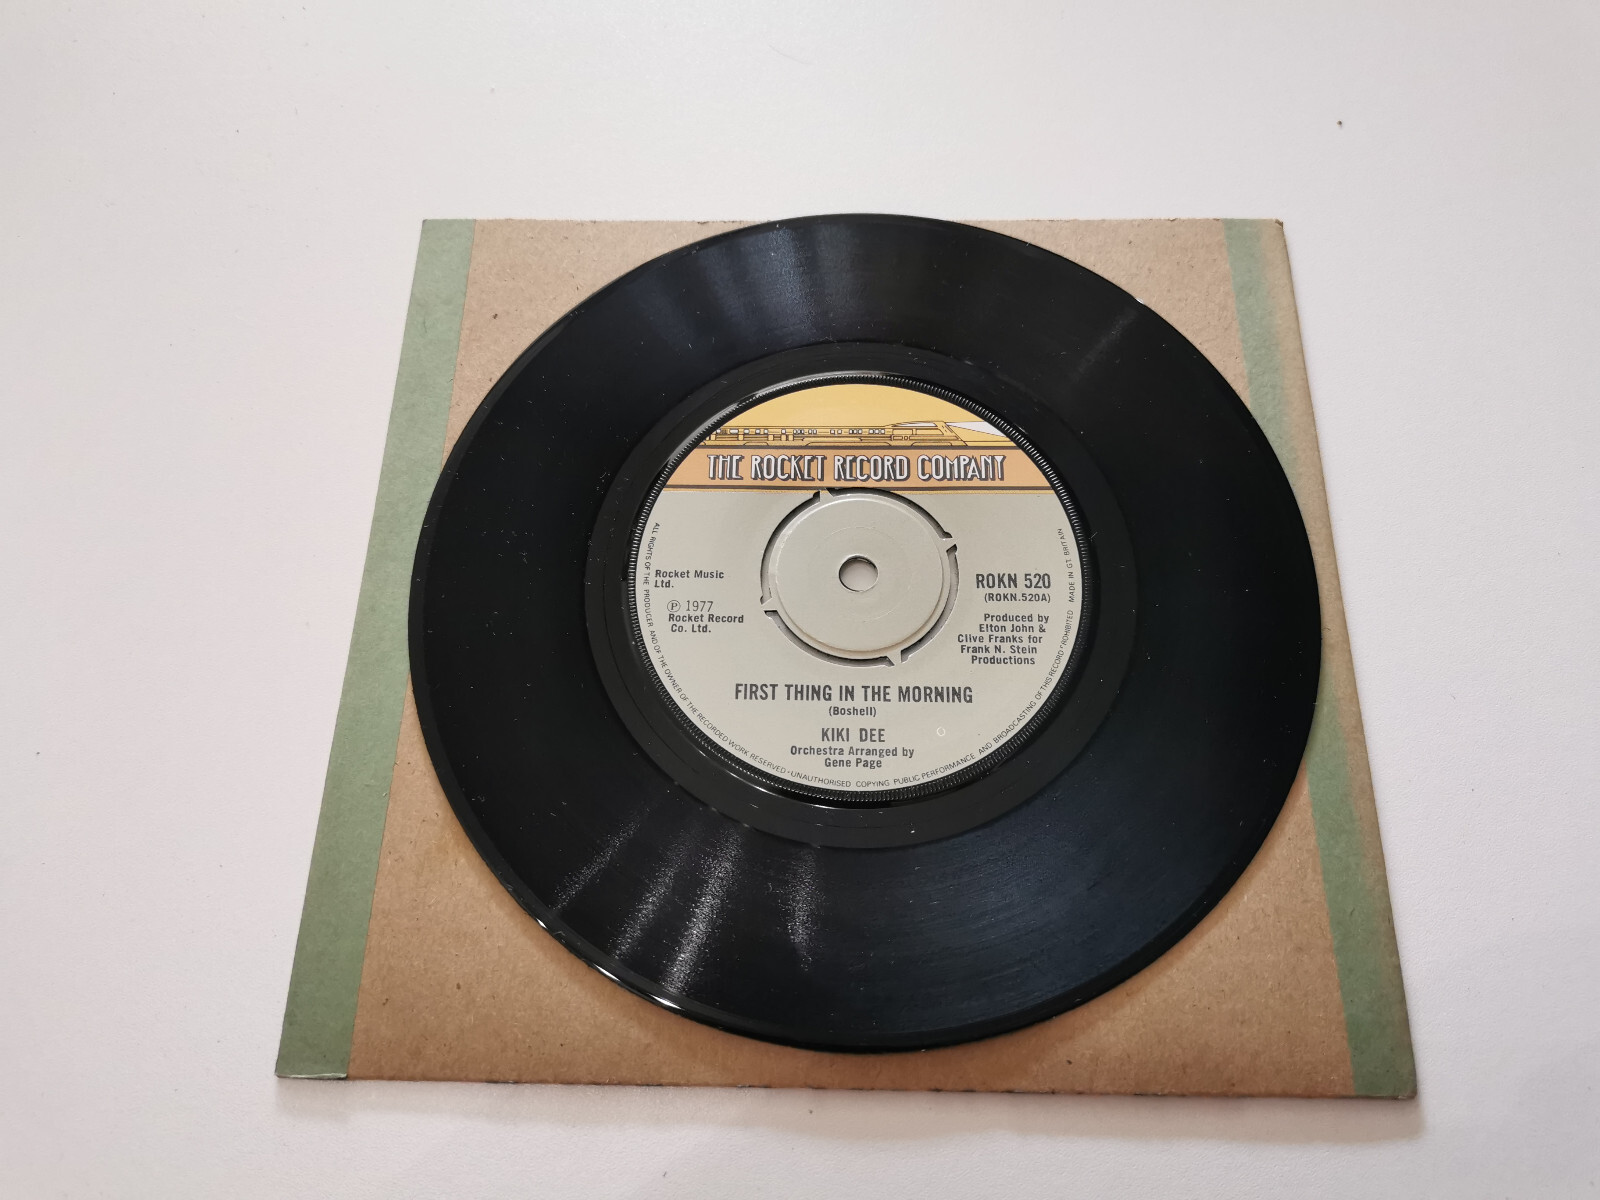 THE ROCKET RECORD COMPANY
Rocket Music
Ltd.
℗ 1977
Rocket Record
Co. Ltd.
ROKN 520
(ROKN.520A)
Produced by
Elton John &
Clive Franks for
Frank N. Stein
Productions
FIRST THING IN THE MORNING
(Boshell)
KIKI DEE
Orchestra Arranged by
Gene Page
ALL RIGHTS OF THE PRODUCER AND OF THE OWNER OF THE RECORDED WORK RESERVED · UNAUTHORISED COPYING PUBLIC PERFORMANCE AND BROADCASTING OF THIS RECORD PROHIBITED MADE IN GT. BRITAIN